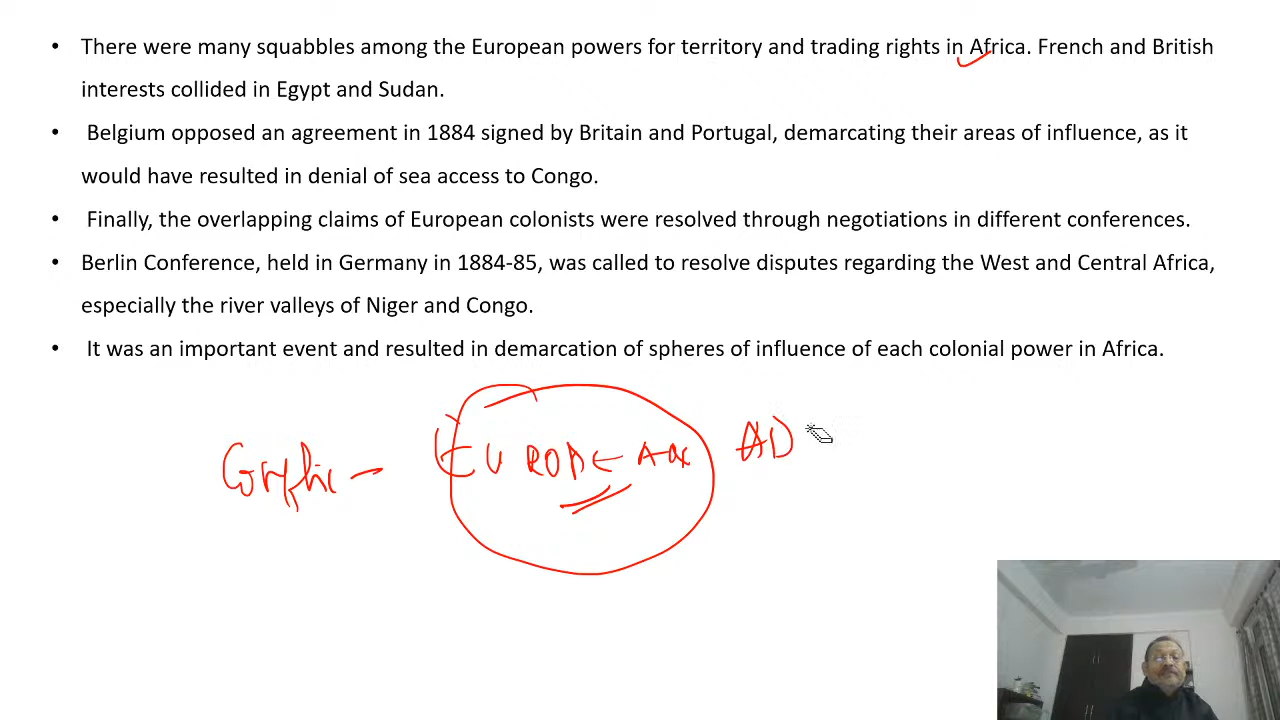 • There were many squabbles among the European powers for territory and trading rights in Africa. French and British
interests collided in Egypt and Sudan.
• Belgium opposed an agreement in 1884 signed by Britain and Portugal, demarcating their areas of influence, as it
would have resulted in denial of sea access to Congo.
• Finally, the overlapping claims of European colonists were resolved through negotiations in different conferences.
• Berlin Conference, held in Germany in 1884-85, was called to resolve disputes regarding the West and Central Africa,
especially the river valleys of Niger and Congo.
• It was an important event and resulted in demarcation of spheres of influence of each colonial power in Africa.
EUROPEAN AD